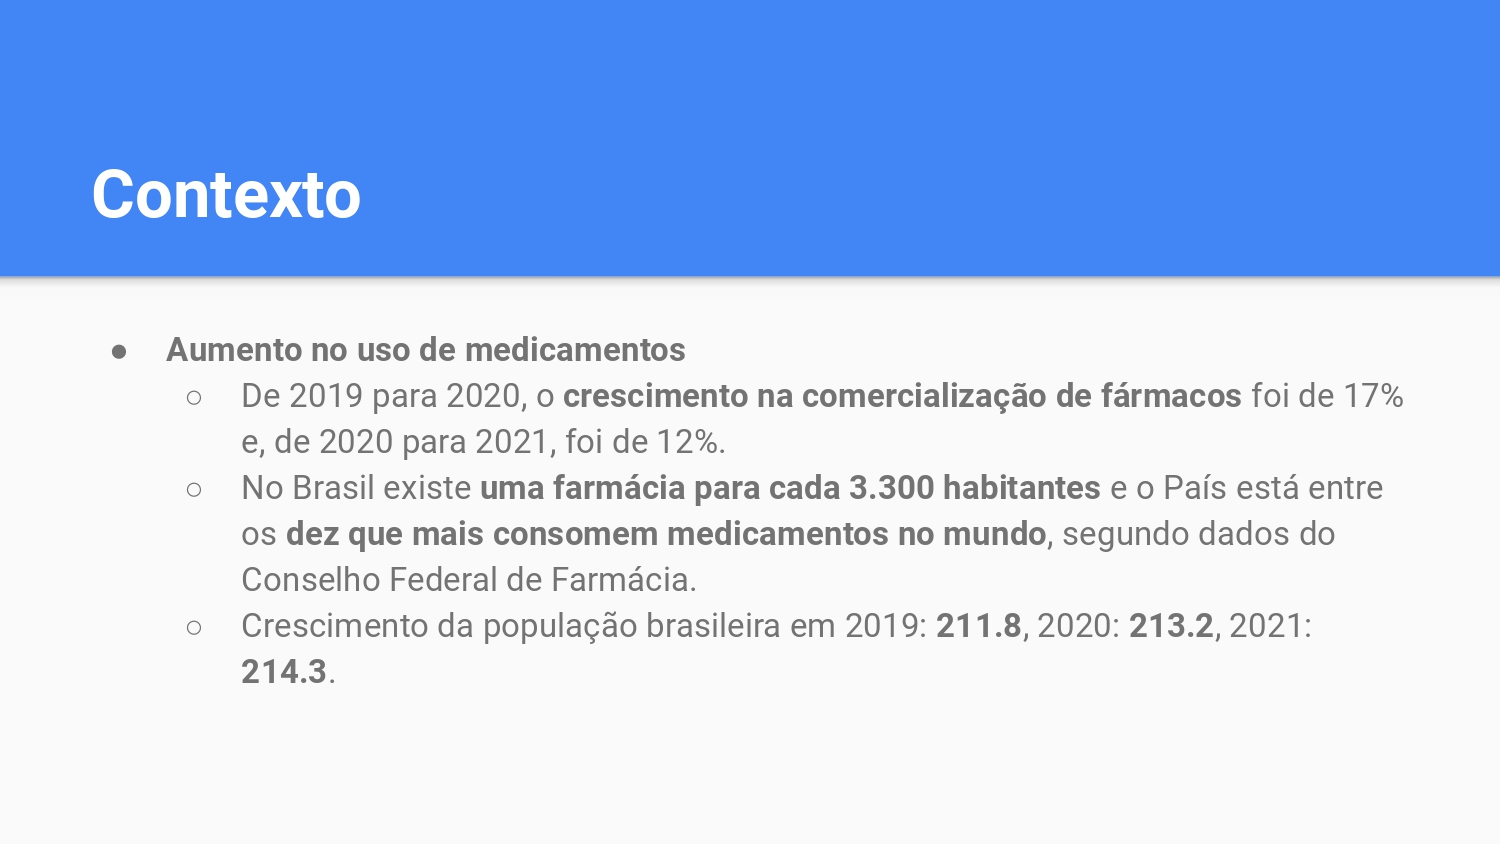 Contexto
● Aumento no uso de medicamentos
○ De 2019 para 2020, o crescimento na comercialização de fármacos foi de 17%
e, de 2020 para 2021, foi de 12%.
○ No Brasil existe uma farmácia para cada 3.300 habitantes e o País está entre
os dez que mais consomem medicamentos no mundo, segundo dados do
Conselho Federal de Farmácia.
○ Crescimento da população brasileira em 2019: 211.8, 2020: 213.2, 2021:
214.3.